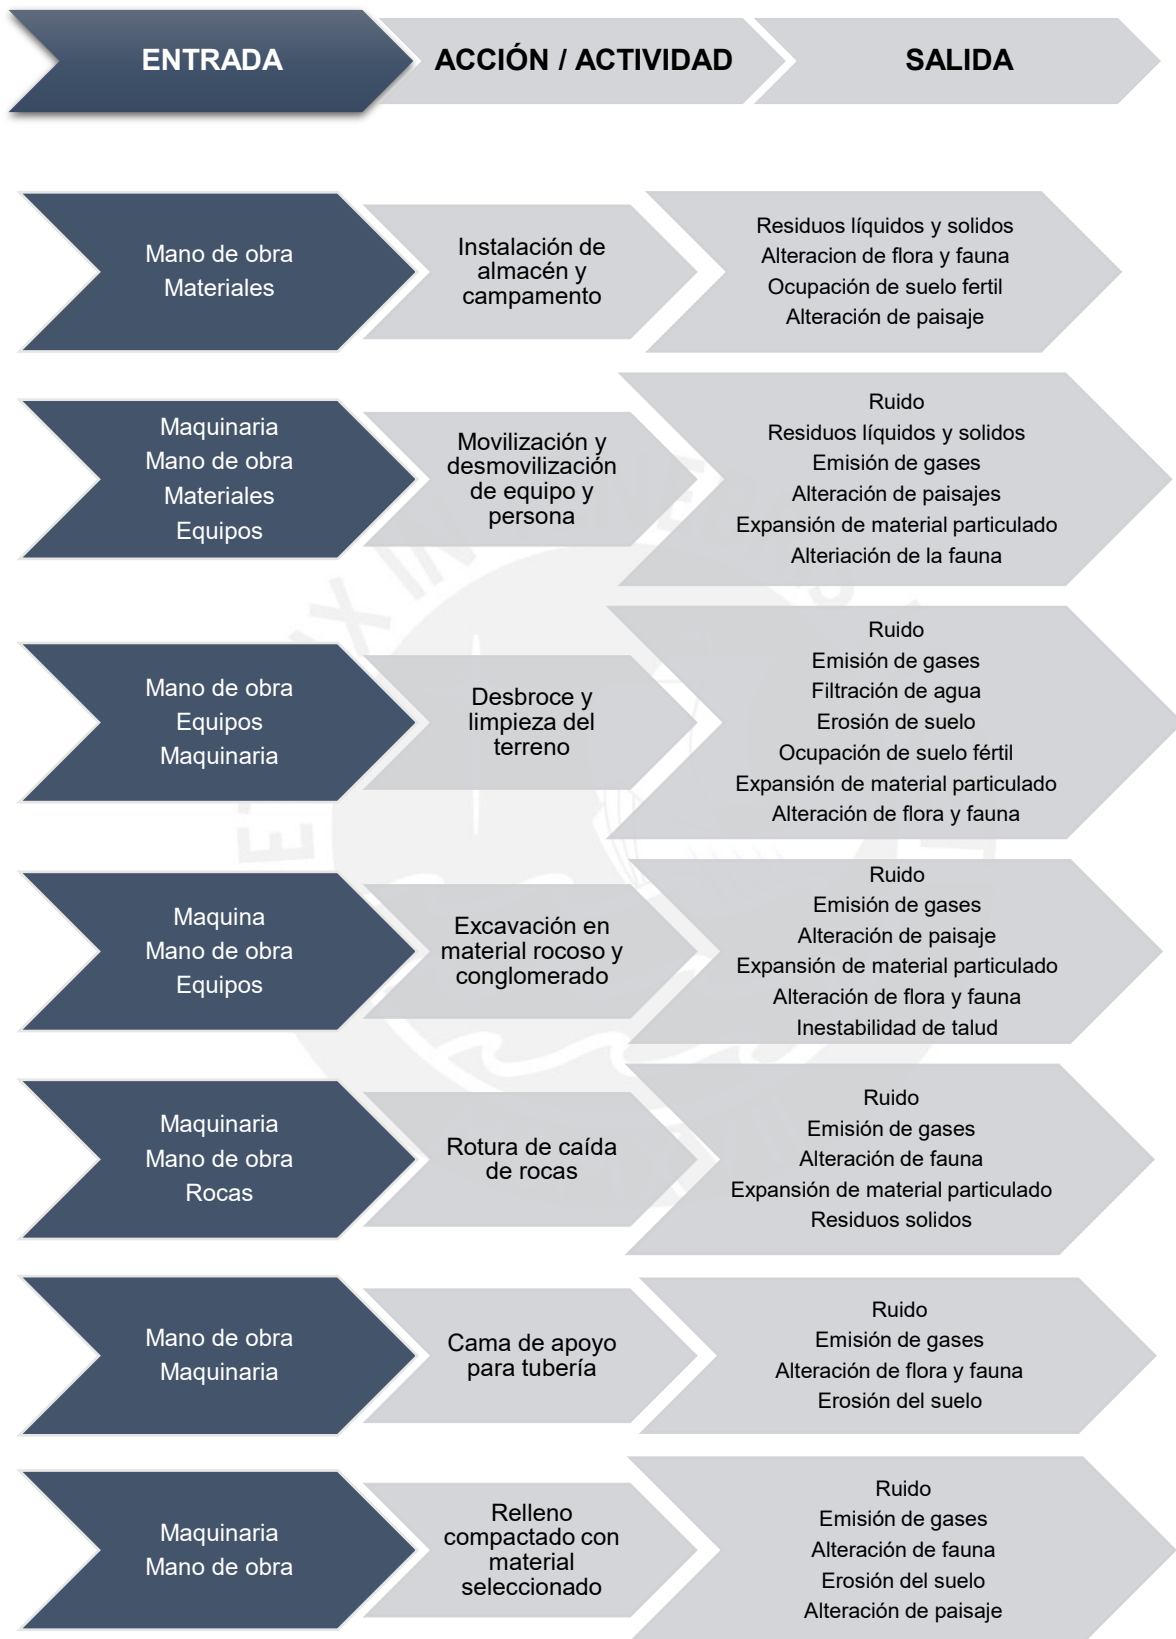 ENTRADA
ACCIÓN / ACTIVIDAD
SALIDA
Mano de obra
Materiales
Instalación de
almacén y
campamento
Residuos líquidos y solidos
Alteracion de flora y fauna
Ocupación de suelo fertil
Alteración de paisaje
Maquinaria
Mano de obra
Materiales
Equipos
Movilización y
desmovilización
de equipo y
persona
Ruido
Residuos líquidos y solidos
Emisión de gases
Alteración de paisajes
Expansión de material particulado
Alteriación de la fauna
Mano de obra
Equipos
Maquinaria
Desbroce y
limpieza del
terreno
Ruido
Emisión de gases
Filtración de agua
Erosión de suelo
Ocupación de suelo fértil
Expansión de material particulado
Alteración de flora y fauna
Maquina
Mano de obra
Equipos
Excavación en
material rocoso y
conglomerado
Ruido
Emisión de gases
Alteración de paisaje
Expansión de material particulado
Alteración de flora y fauna
Inestabilidad de talud
Maquinaria
Mano de obra
Rocas
Rotura de caída
de rocas
Ruido
Emisión de gases
Alteración de fauna
Expansión de material particulado
Residuos solidos
Mano de obra
Maquinaria
Cama de apoyo
para tubería
Ruido
Emisión de gases
Alteración de flora y fauna
Erosión del suelo
Maquinaria
Mano de obra
Relleno
compactado con
material
seleccionado
Ruido
Emisión de gases
Alteración de fauna
Erosión del suelo
Alteración de paisaje